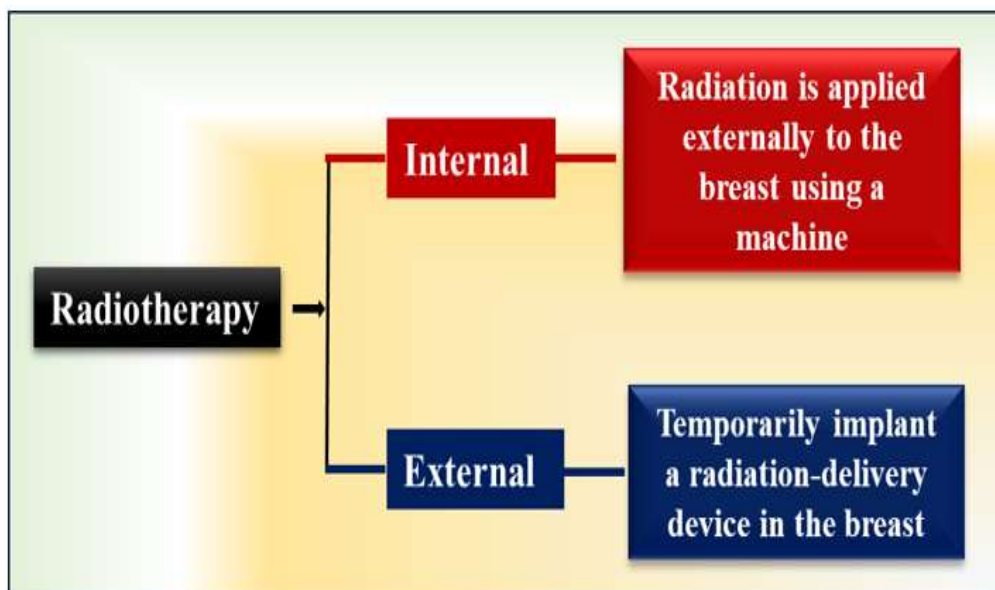 Radiotherapy
Internal
Radiation is applied
externally to the
breast using a
machine
External
Temporarily implant
a radiation-delivery
device in the breast